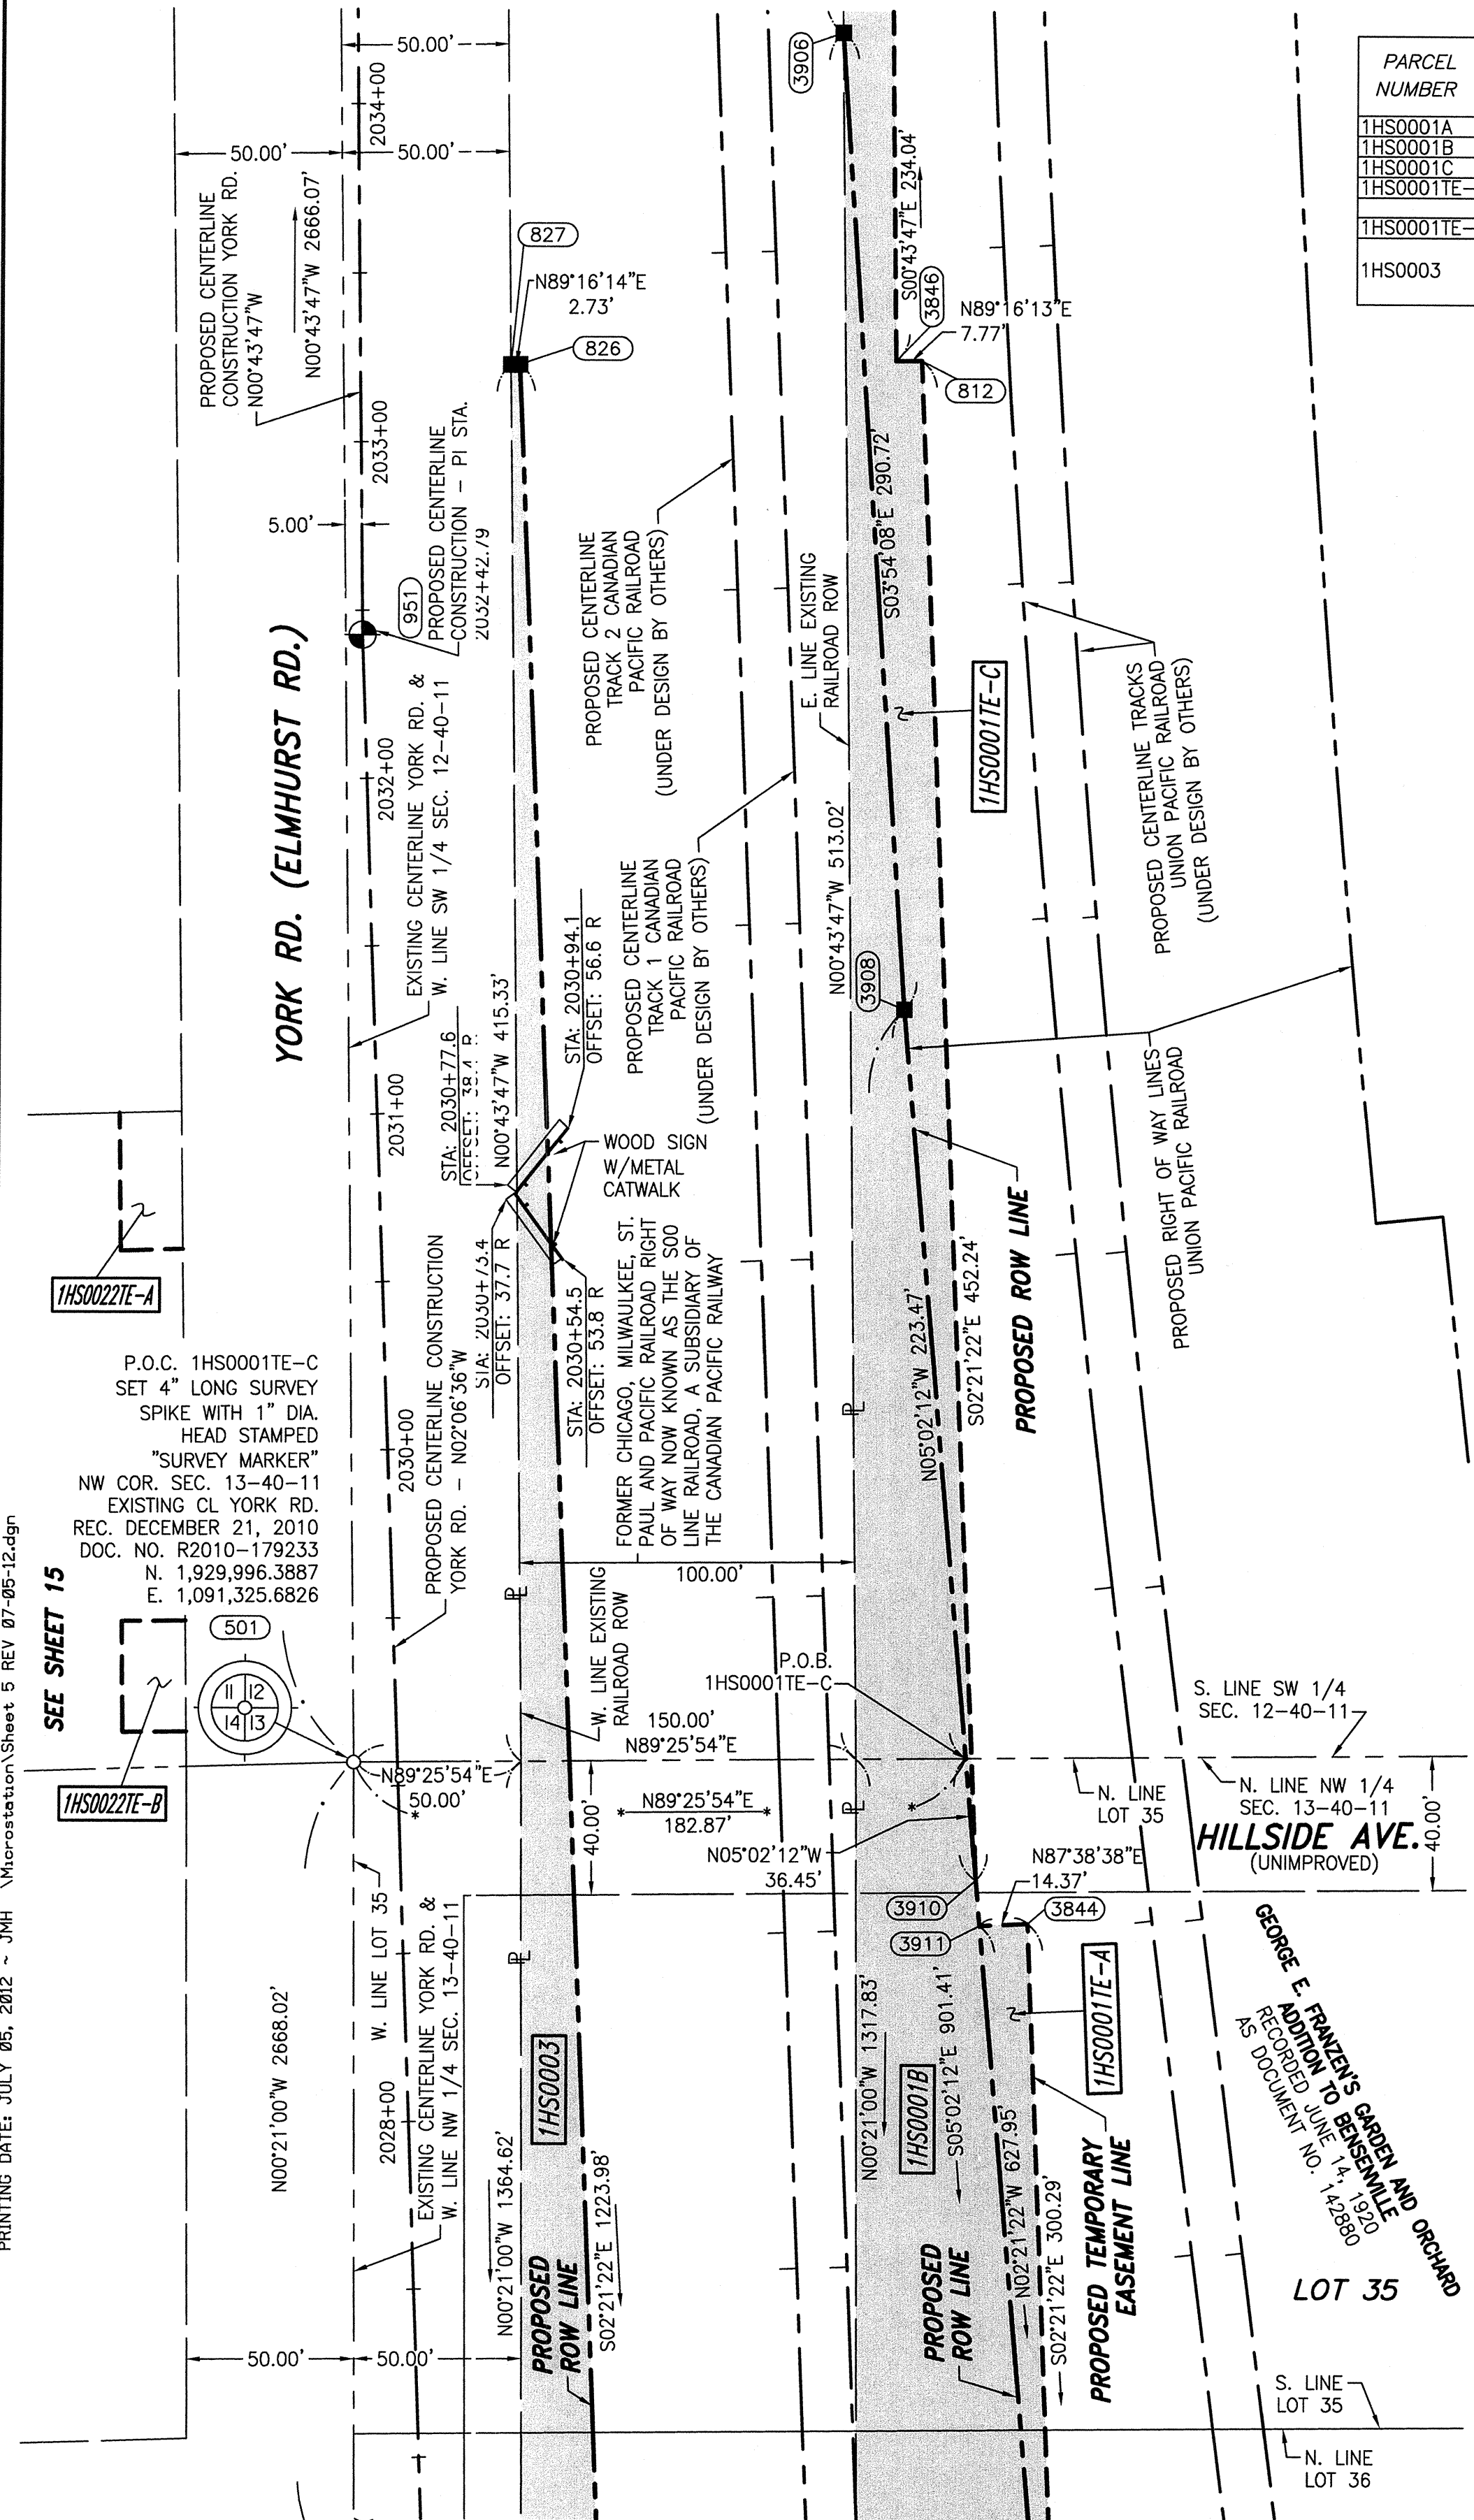 50.00'
2034+00
50.00'
50.00'
PROPOSED CENTERLINE
CONSTRUCTION YORK RD.
N00°43'47"W
N00°43'47"W 2666.07'
827
N89°16'14"E
2.73'
826
2033+00
5.00'
951
PROPOSED CENTERLINE
CONSTRUCTION - PI STA.
2032+42.79
YORK RD. (ELMHURST RD.)
2032+00
EXISTING CENTERLINE YORK RD. &
W. LINE SW 1/4 SEC. 12-40-11
2031+00
3906
S00°43'47"E 234.04'
3846
N89°16'13"E
7.77'
812
PARCEL
NUMBER
1HS0001A
1HS0001B
1HS0001C
1HS0001TE-
1HS0001TE-
1HS0003
S03°54'08"E 290.72'
PROPOSED CENTERLINE
TRACK 2 CANADIAN
PACIFIC RAILROAD
(UNDER DESIGN BY OTHERS)
E. LINE EXISTING
RAILROAD ROW
1HS0001TE-C
PROPOSED CENTERLINE TRACKS
UNION PACIFIC RAILROAD
(UNDER DESIGN BY OTHERS)
N00°43'47"W 513.02'
PROPOSED CENTERLINE
TRACK 1 CANADIAN
PACIFIC RAILROAD
(UNDER DESIGN BY OTHERS)
3908
STA: 2030+94.1
OFFSET: 56.6 R
STA: 2030+77.6
OFFSET: 38.4 R
N00°43'47"W 415.33'
WOOD SIGN
W/METAL
CATWALK
STA: 2030+73.4
OFFSET: 37.7 R
STA: 2030+54.5
OFFSET: 53.8 R
FORMER CHICAGO, MILWAUKEE, ST.
PAUL AND PACIFIC RAILROAD RIGHT
OF WAY NOW KNOWN AS THE SOO
LINE RAILROAD, A SUBSIDIARY OF
THE CANADIAN PACIFIC RAILWAY
PROPOSED RIGHT OF WAY LINES
UNION PACIFIC RAILROAD
PROPOSED ROW LINE
N05°02'12"W 223.47'
S02°21'22"E 452.24'
1HS0022TE-A
P.O.C. 1HS0001TE-C
SET 4" LONG SURVEY
SPIKE WITH 1" DIA.
HEAD STAMPED
"SURVEY MARKER"
NW COR. SEC. 13-40-11
EXISTING CL YORK RD.
REC. DECEMBER 21, 2010
DOC. NO. R2010-179233
N. 1,929,996.3887
E. 1,091,325.6826
501
11 12
14 13
2030+00
PROPOSED CENTERLINE CONSTRUCTION
YORK RD. - N02°06'36"W
SEE SHEET 15
1HS0022TE-B
PRINTING DATE: JULY 05, 2012 ~ JMH \Microstation\Sheet 5 REV 07-05-12.dgn
100.00'
W. LINE EXISTING
RAILROAD ROW
P.O.B.
1HS0001TE-C
150.00'
N89°25'54"E
N89°25'54"E
50.00'
*
40.00'
* N89°25'54"E *
182.87'
*
N05°02'12"W
36.45'
S. LINE SW 1/4
SEC. 12-40-11
N. LINE
LOT 35
N. LINE NW 1/4
SEC. 13-40-11
HILLSIDE AVE.
(UNIMPROVED)
40.00'
N87°38'38"E
14.37'
3910
3844
3911
W. LINE LOT 35
N00°21'00"W 2668.02'
2028+00
EXISTING CENTERLINE YORK RD. &
W. LINE NW 1/4 SEC. 13-40-11
N00°21'00"W 1364.62'
1HS0003
PROPOSED
ROW LINE
S02°21'22"E 1223.98'
N00°21'00"W 1317.83'
1HS0001B
S05°02'12"E 901.41'
1HS0001TE-A
PROPOSED
ROW LINE
N02°21'22"W 627.95'
S02°21'22"E 300.29'
PROPOSED TEMPORARY
EASEMENT LINE
GEORGE E. FRANZEN'S GARDEN AND ORCHARD
ADDITION TO BENSENVILLE
RECORDED JUNE 14, 1920
AS DOCUMENT NO. 142880
LOT 35
50.00'
50.00'
S. LINE
LOT 35
N. LINE
LOT 36